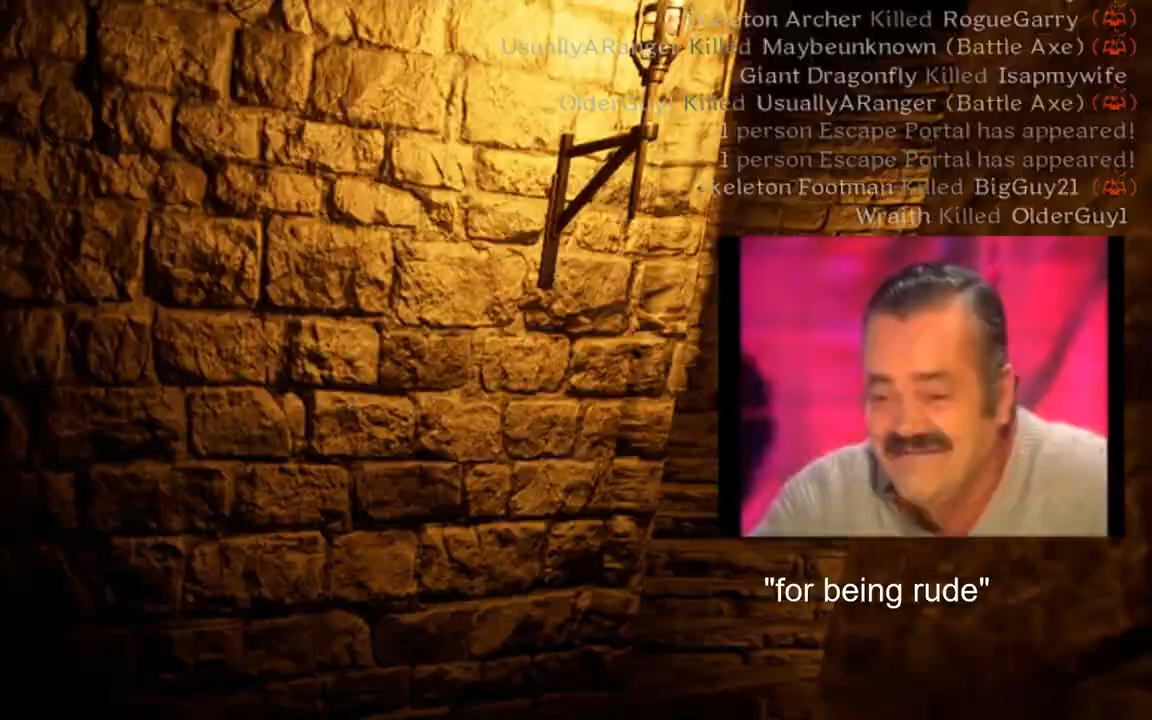 Skeleton Archer Killed RogueGarry
UsuallyARanger Killed Maybeunknown (Battle Axe)
Giant Dragonfly Killed Isapmywife
OlderGuy1 Killed UsuallyARanger (Battle Axe)
1 person Escape Portal has appeared!
1 person Escape Portal has appeared!
Skeleton Footman Killed BigGuy21
Wraith Killed OlderGuy1
"for being rude"